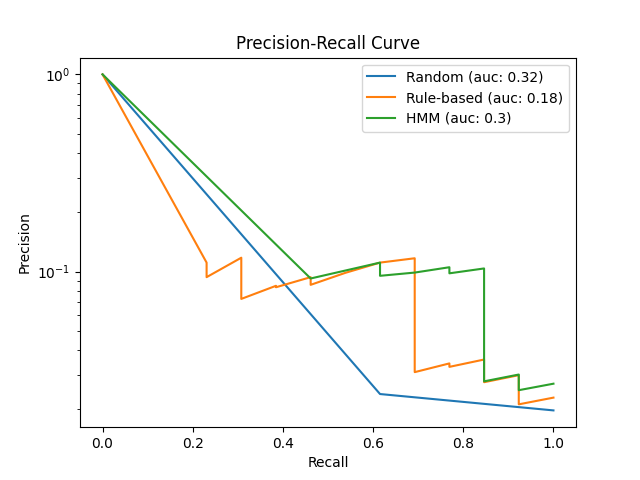 Precision-Recall Curve
Random (auc: 0.32)
Rule-based (auc: 0.18)
HMM (auc: 0.3)
Precision
10⁰
10⁻¹
0.0 0.2 0.4 0.6 0.8 1.0
Recall